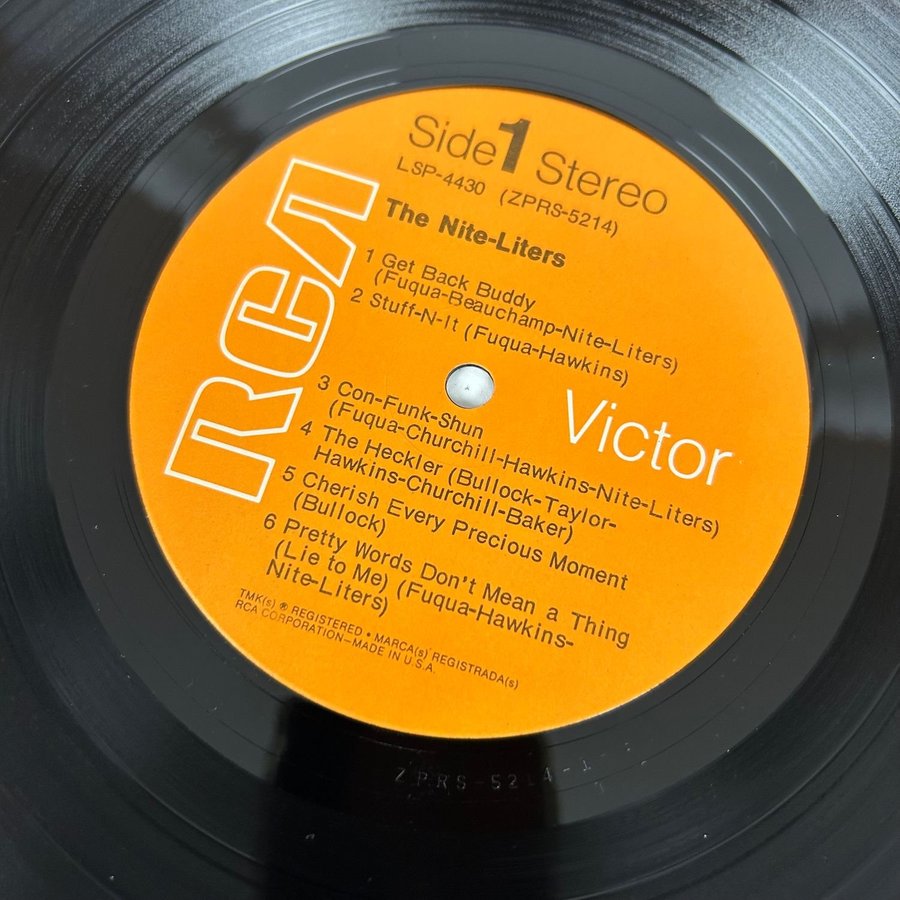 Side 1 Stereo
LSP-4430 (ZPRS-5214)
The Nite-Liters
1 Get Back Buddy
(Fuqua-Beauchamp-Nite-Liters)
2 Stuff-N-It (Fuqua-Hawkins)
RCA
Victor
3 Con-Funk-Shun
(Fuqua-Churchill-Hawkins-Nite-Liters)
4 The Heckler (Bullock-Taylor-
Hawkins-Churchill-Baker)
5 Cherish Every Precious Moment
(Bullock)
6 Pretty Words Don't Mean a Thing
(Lie to Me) (Fuqua-Hawkins-
Nite-Liters)
TMK(s) ® REGISTERED • MARCA(s) REGISTRADA(s)
RCA CORPORATION—MADE IN U.S.A.
ZPRS-5214-1